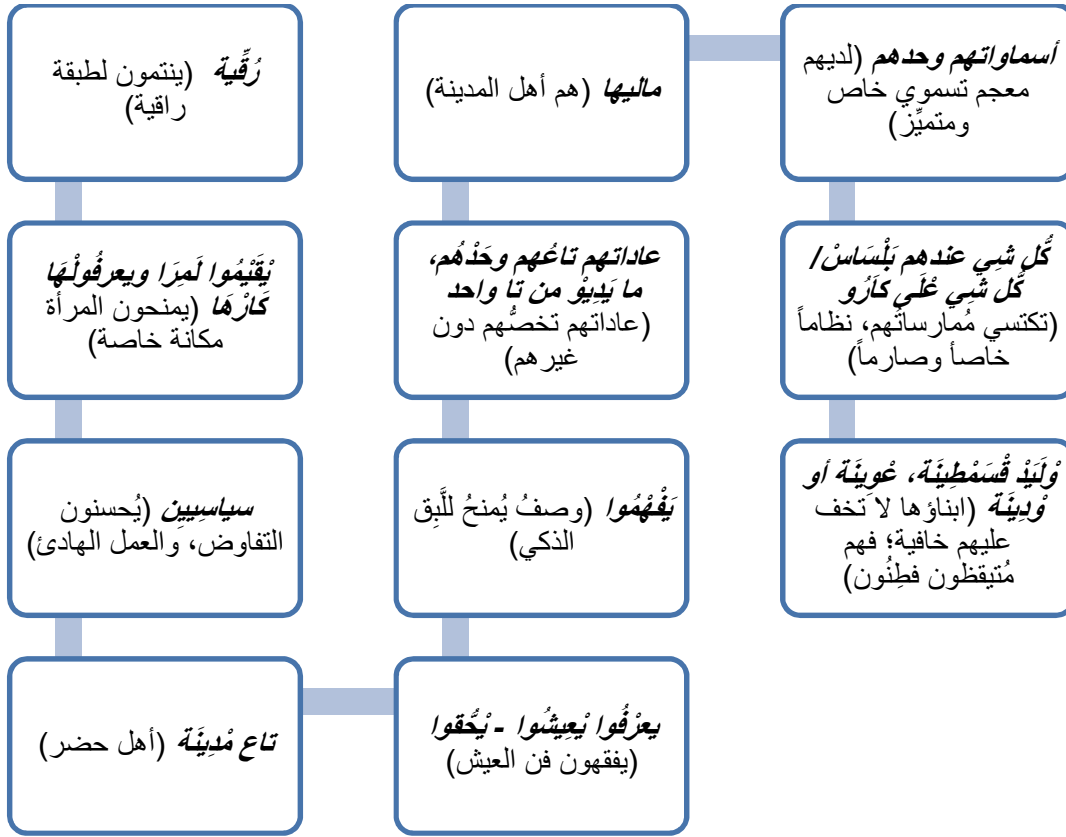 رُقِّية (ينتمون لطبقة
راقية)
يْقَيْمُوا لَمرَا ويعرفُولْهَا
كَارْهَا (يمنحون المرأة
مكانة خاصة)
سياسِيين (يُحسنون
التفاوض، والعمل الهادئ)
تاع مْدِينَة (أهل حضر)
يعرْفُوا يْعِيشُوا - يْحُّقوا
(يفقهون فن العيش)
يَفْهْمُوا (وصفُ يُمنحُ للَّبِق
الذكي)
عاداتهم تاعُهم وحَدْهُم،
ما يَدِيوْ من تا واحد
(عاداتهم تخصُّهم دون
غيرهم)
ماليها (هم أهل المدينة)
أسماواتهم وحدهم (لديهم
معجم تسموي خاص
ومتميِّز)
كُّل شِي عندهم بَلْسَاسْ/
كُّل شِي عْلَى كَارُو
(تكتسي مُمارساتُهم، نظاماً
خاصأ وصارماً)
وْلَيَدْ قْسَمْطِينَة، عْوِينَة أو
وْدِينَة (ابناؤها لا تخف
عليهم خافية؛ فهم
مُتيقظون فطِنُون)